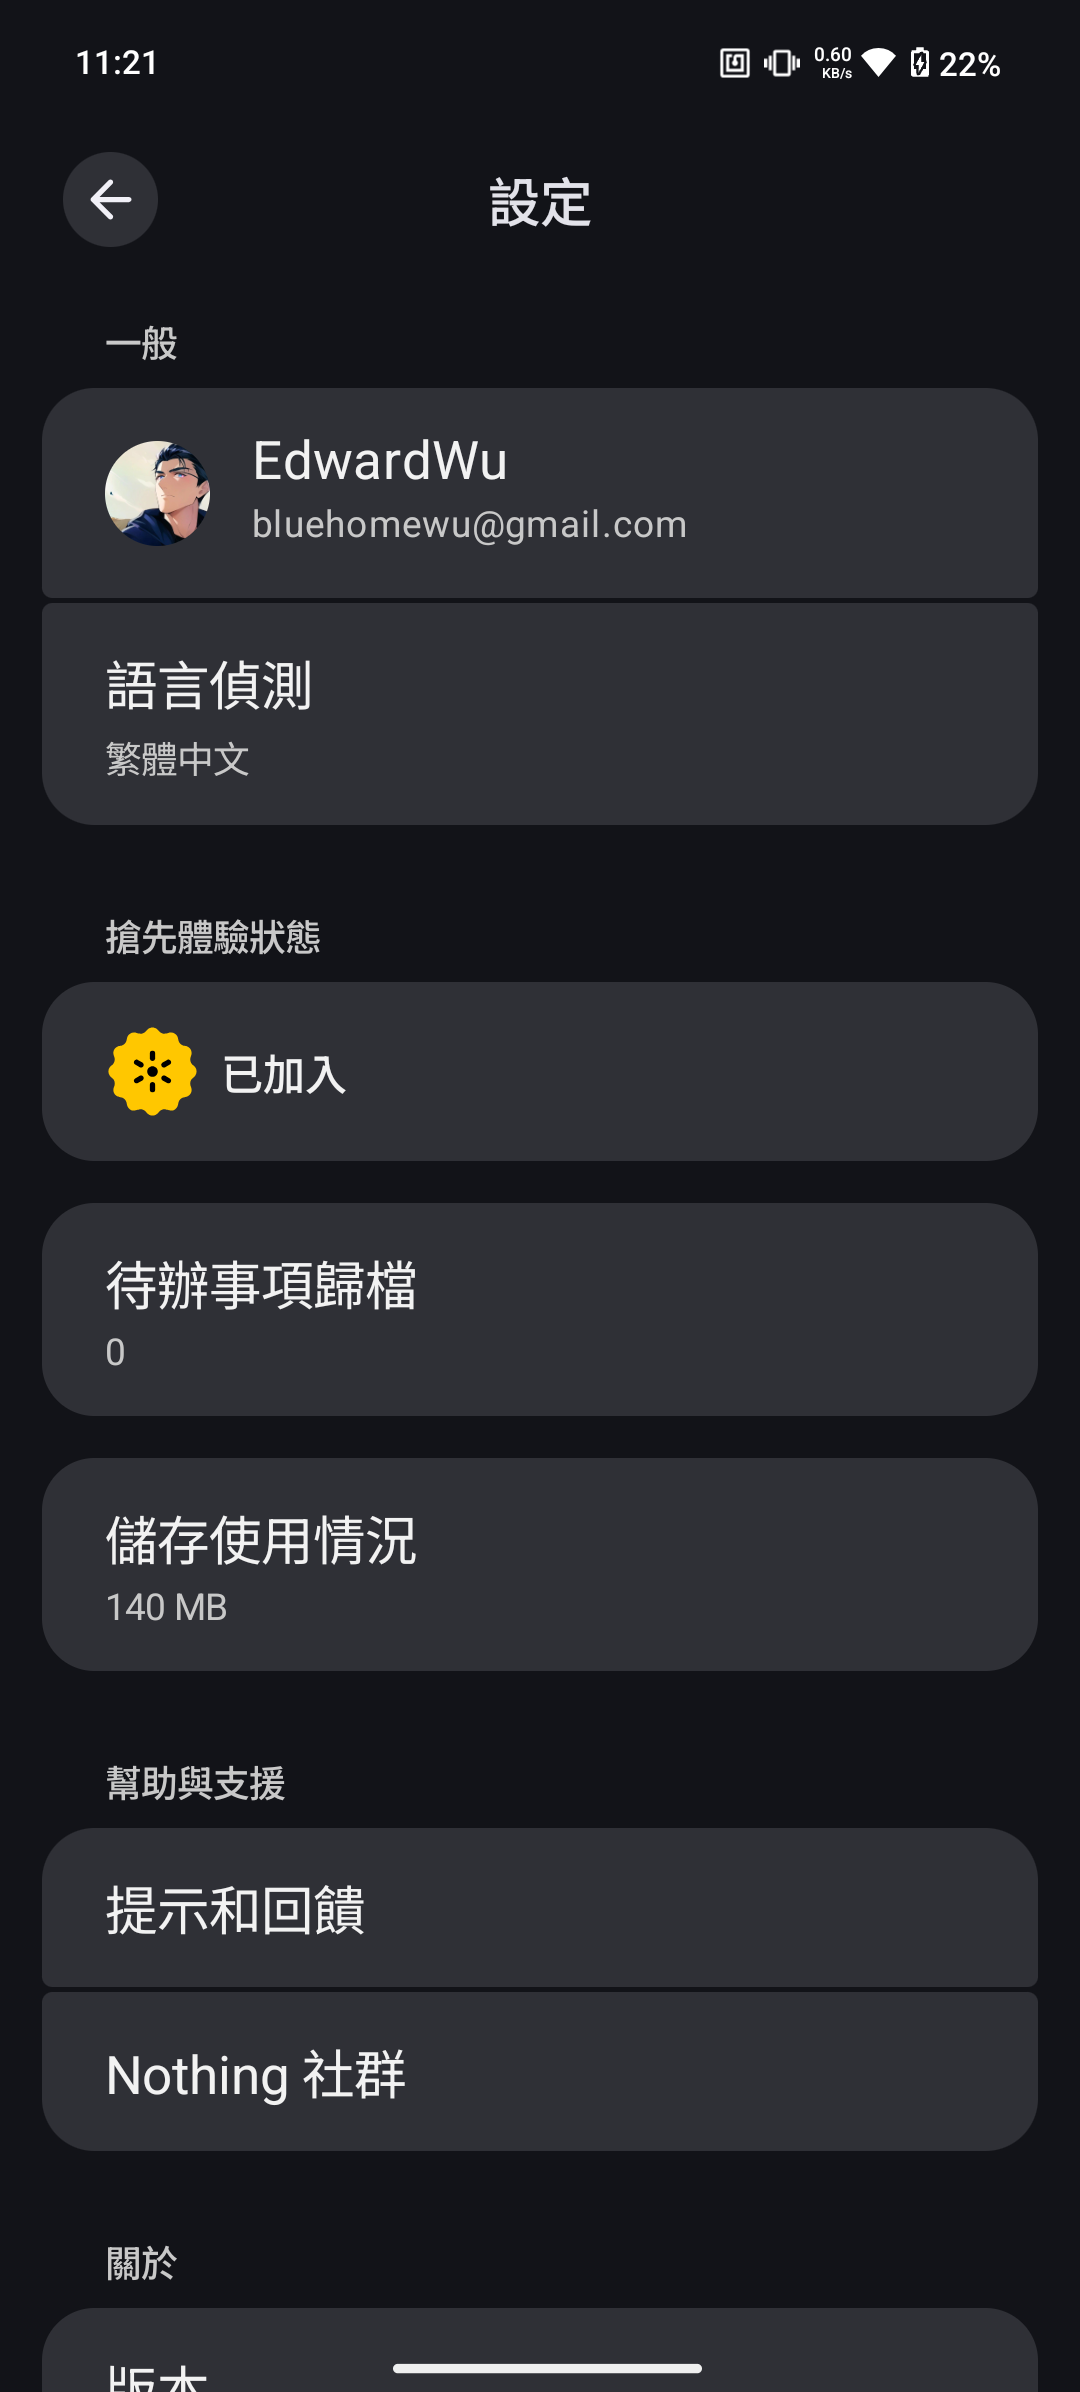 11:21
0.60
KB/s
22%
設定
一般
EdwardWu
bluehomewu@gmail.com
語言偵測
繁體中文
搶先體驗狀態
已加入
待辦事項歸檔
0
儲存使用情況
140 MB
幫助與支援
提示和回饋
Nothing 社群
關於
版本